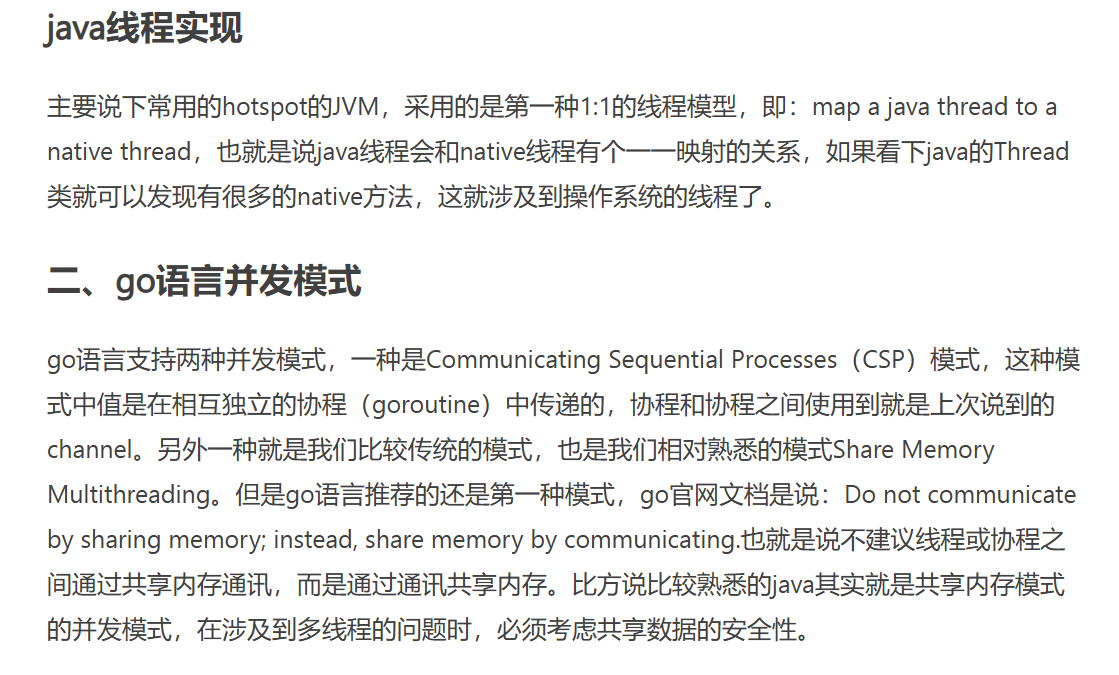 java线程实现
主要说下常用的hotspot的JVM，采用的是第一种1:1的线程模型，即：map a java thread to a
native thread，也就是说java线程会和native线程有个一一映射的关系，如果看下java的Thread
类就可以发现有很多的native方法，这就涉及到操作系统的线程了。
二、go语言并发模式
go语言支持两种并发模式，一种是Communicating Sequential Processes（CSP）模式，这种模
式中值是在相互独立的协程（goroutine）中传递的，协程和协程之间使用到就是上次说到的
channel。另外一种就是我们比较传统的模式，也是我们相对熟悉的模式Share Memory
Multithreading。但是go语言推荐的还是第一种模式，go官网文档是说：Do not communicate
by sharing memory; instead, share memory by communicating.也就是说不建议线程或协程之
间通过共享内存通讯，而是通过通讯共享内存。比方说比较熟悉的java其实就是共享内存模式
的并发模式，在涉及到多线程的问题时，必须考虑共享数据的安全性。